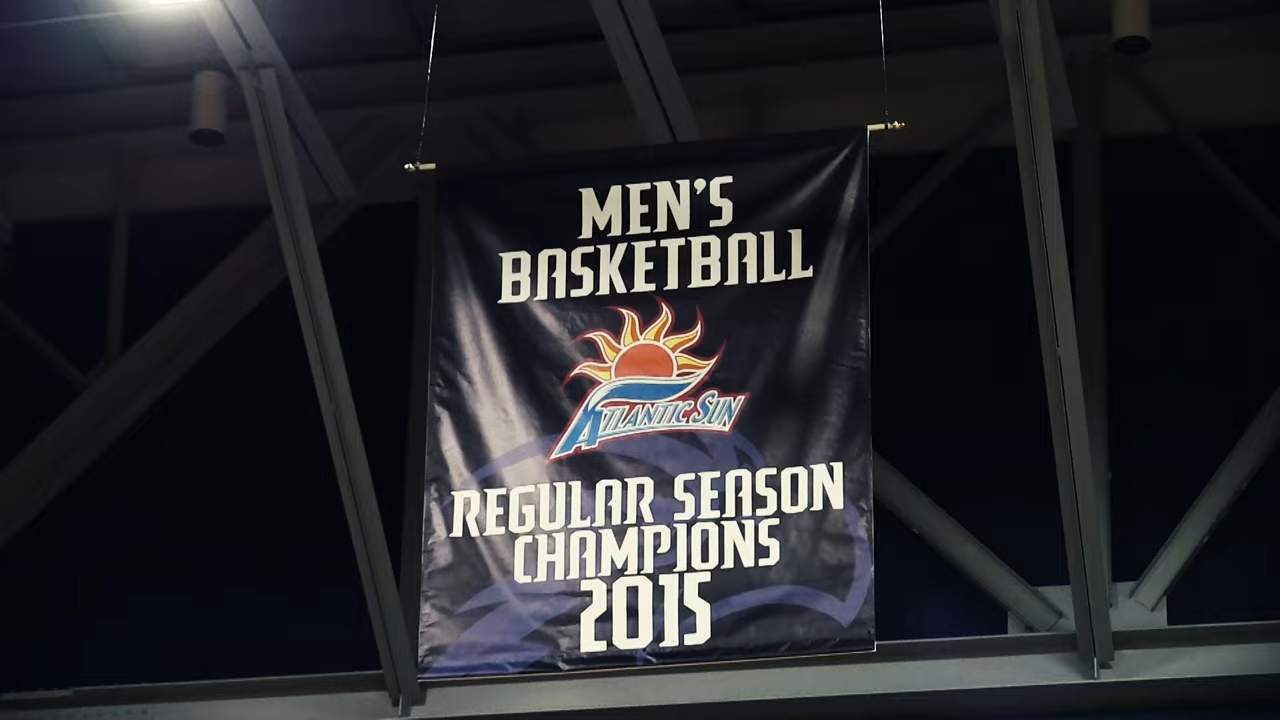 MEN'S
BASKETBALL
ATLANTIC SUN
REGULAR SEASON
CHAMPIONS
2015